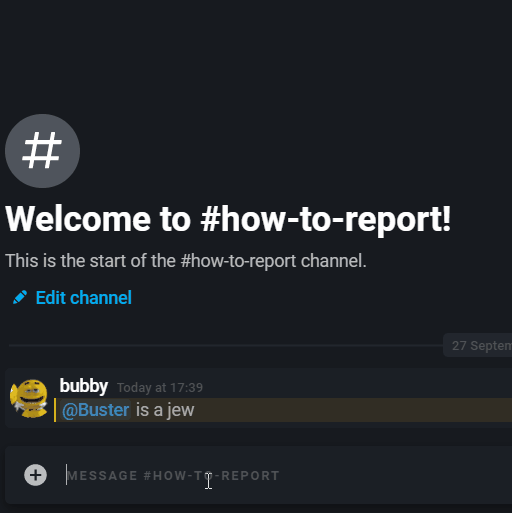 #
Welcome to #how-to-report!
This is the start of the #how-to-report channel.
Edit channel
27 Septem
bubby Today at 17:39
@Buster is a jew
MESSAGE #HOW-TO-REPORT